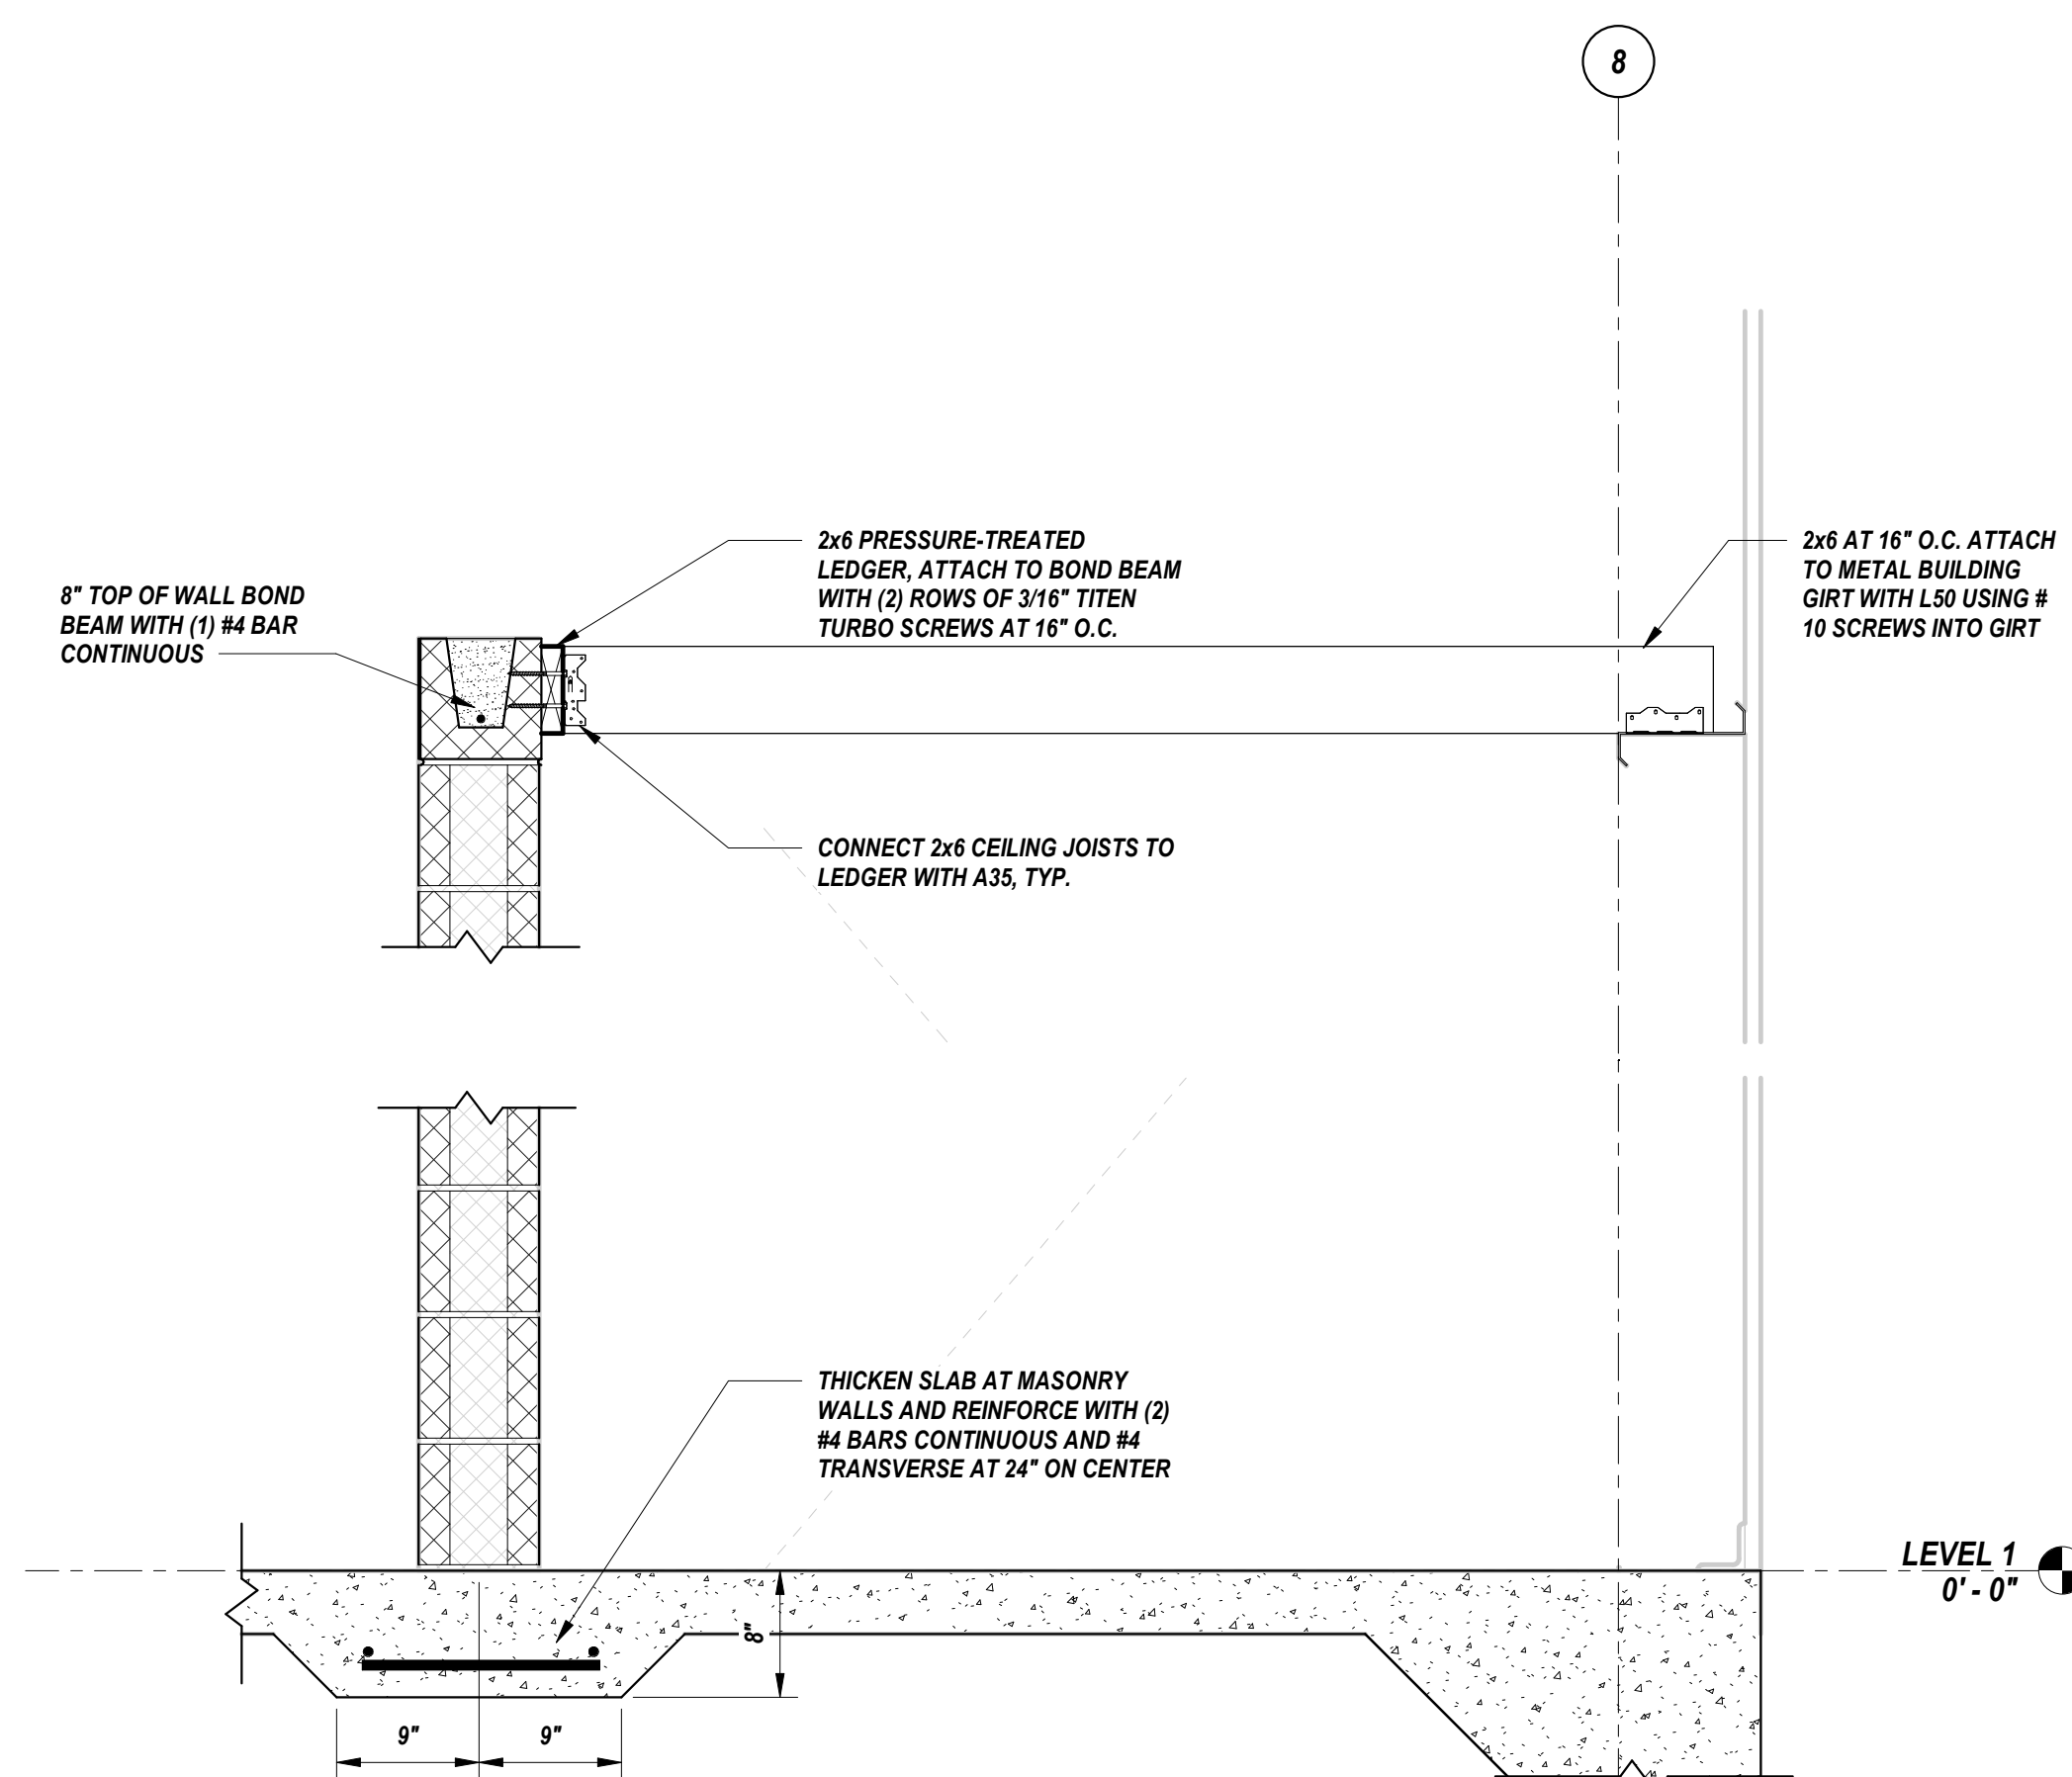 8
2x6 PRESSURE-TREATED
LEDGER, ATTACH TO BOND BEAM
WITH (2) ROWS OF 3/16" TITEN
TURBO SCREWS AT 16" O.C.
2x6 AT 16" O.C. ATTACH
TO METAL BUILDING
GIRT WITH L50 USING #
10 SCREWS INTO GIRT
8" TOP OF WALL BOND
BEAM WITH (1) #4 BAR
CONTINUOUS
CONNECT 2x6 CEILING JOISTS TO
LEDGER WITH A35, TYP.
THICKEN SLAB AT MASONRY
WALLS AND REINFORCE WITH (2)
#4 BARS CONTINUOUS AND #4
TRANSVERSE AT 24" ON CENTER
LEVEL 1
0' - 0"
8"
9"
9"